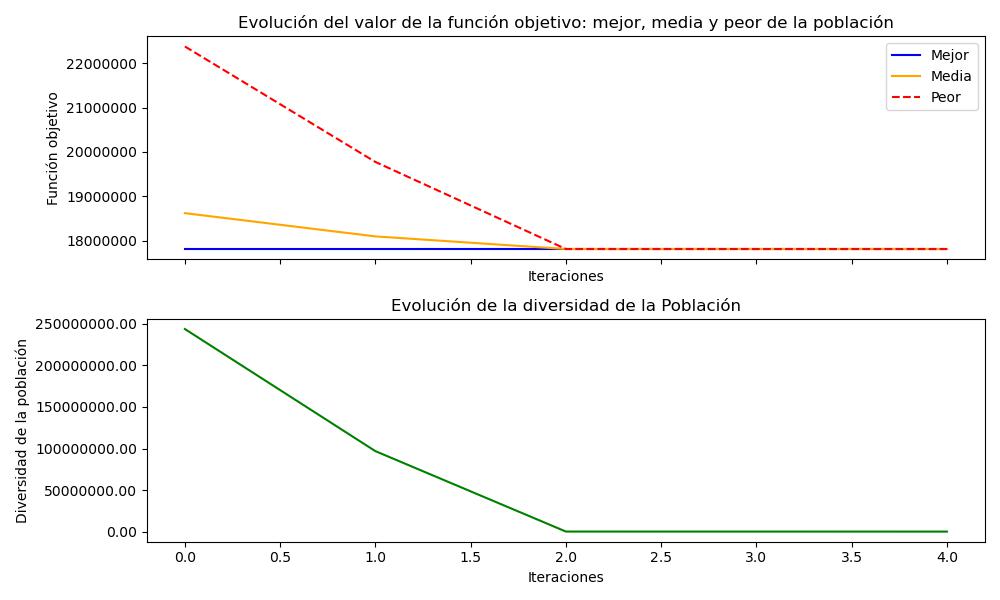 Evolución del valor de la función objetivo: mejor, media y peor de la población
Función objetivo
22000000
21000000
20000000
19000000
18000000
Mejor
Media
Peor
Iteraciones
Evolución de la diversidad de la Población
Diversidad de la población
250000000.00
200000000.00
150000000.00
100000000.00
50000000.00
0.00
0.0 0.5 1.0 1.5 2.0 2.5 3.0 3.5 4.0
Iteraciones